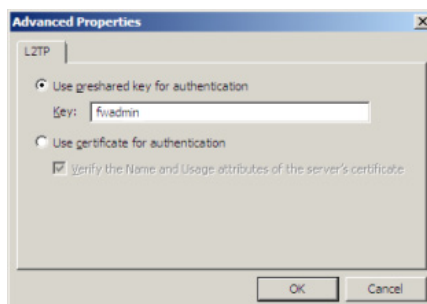 Advanced Properties
L2TP
Use preshared key for authentication
Key: fwadmin
Use certificate for authentication
Verify the Name and Usage attributes of the server's certificate
OK Cancel